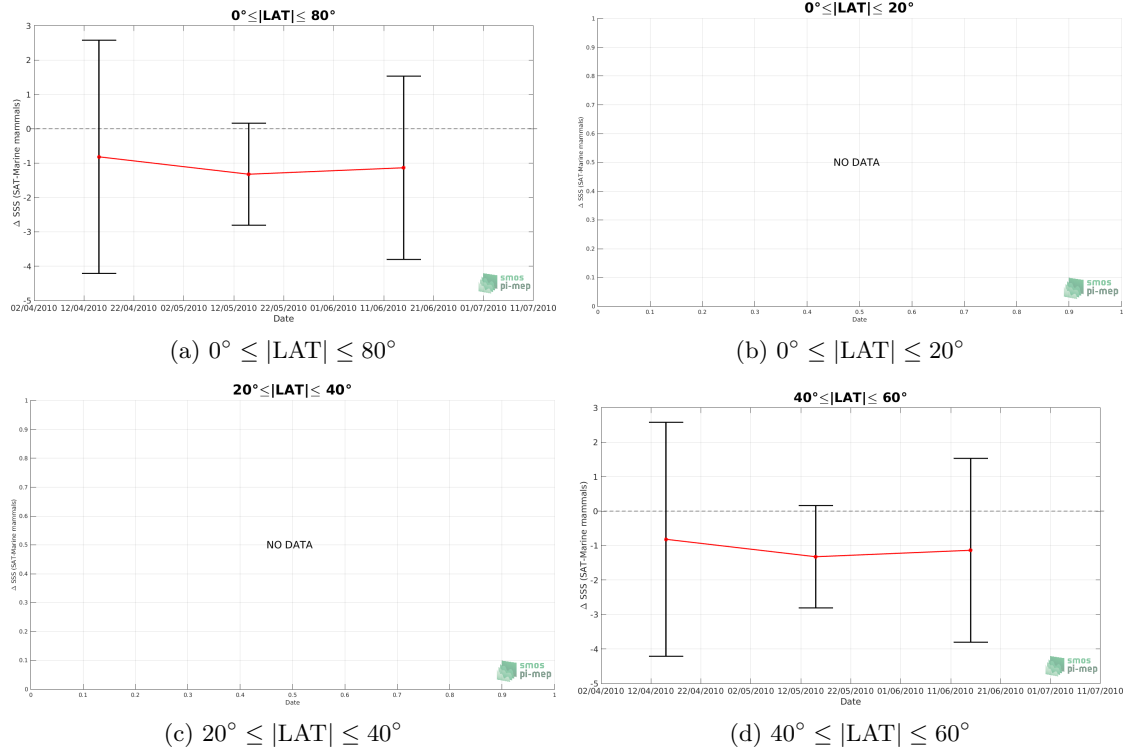 0°≤|LAT|≤ 80°
3
2
1
0
-1
-2
-3
-4
-5
Δ SSS (SAT-Marine mammals)
02/04/2010 12/04/2010 22/04/2010 02/05/2010 12/05/2010 22/05/2010 01/06/2010 11/06/2010 21/06/2010 01/07/2010 11/07/2010
Date
smos
pi-mep
(a) 0° ≤ |LAT| ≤ 80°
0°≤|LAT|≤ 20°
1
0.9
0.8
0.7
0.6
0.5
0.4
0.3
0.2
0.1
0
Δ SSS (SAT-Marine mammals)
NO DATA
0 0.1 0.2 0.3 0.4 0.5 0.6 0.7 0.8 0.9 1
Date
smos
pi-mep
(b) 0° ≤ |LAT| ≤ 20°
20°≤|LAT|≤ 40°
1
0.9
0.8
0.7
0.6
0.5
0.4
0.3
0.2
0.1
0
Δ SSS (SAT-Marine mammals)
NO DATA
0 0.1 0.2 0.3 0.4 0.5 0.6 0.7 0.8 0.9 1
Date
smos
pi-mep
(c) 20° ≤ |LAT| ≤ 40°
40°≤|LAT|≤ 60°
3
2
1
0
-1
-2
-3
-4
-5
Δ SSS (SAT-Marine mammals)
02/04/2010 12/04/2010 22/04/2010 02/05/2010 12/05/2010 22/05/2010 01/06/2010 11/06/2010 21/06/2010 01/07/2010 11/07/2010
Date
smos
pi-mep
(d) 40° ≤ |LAT| ≤ 60°